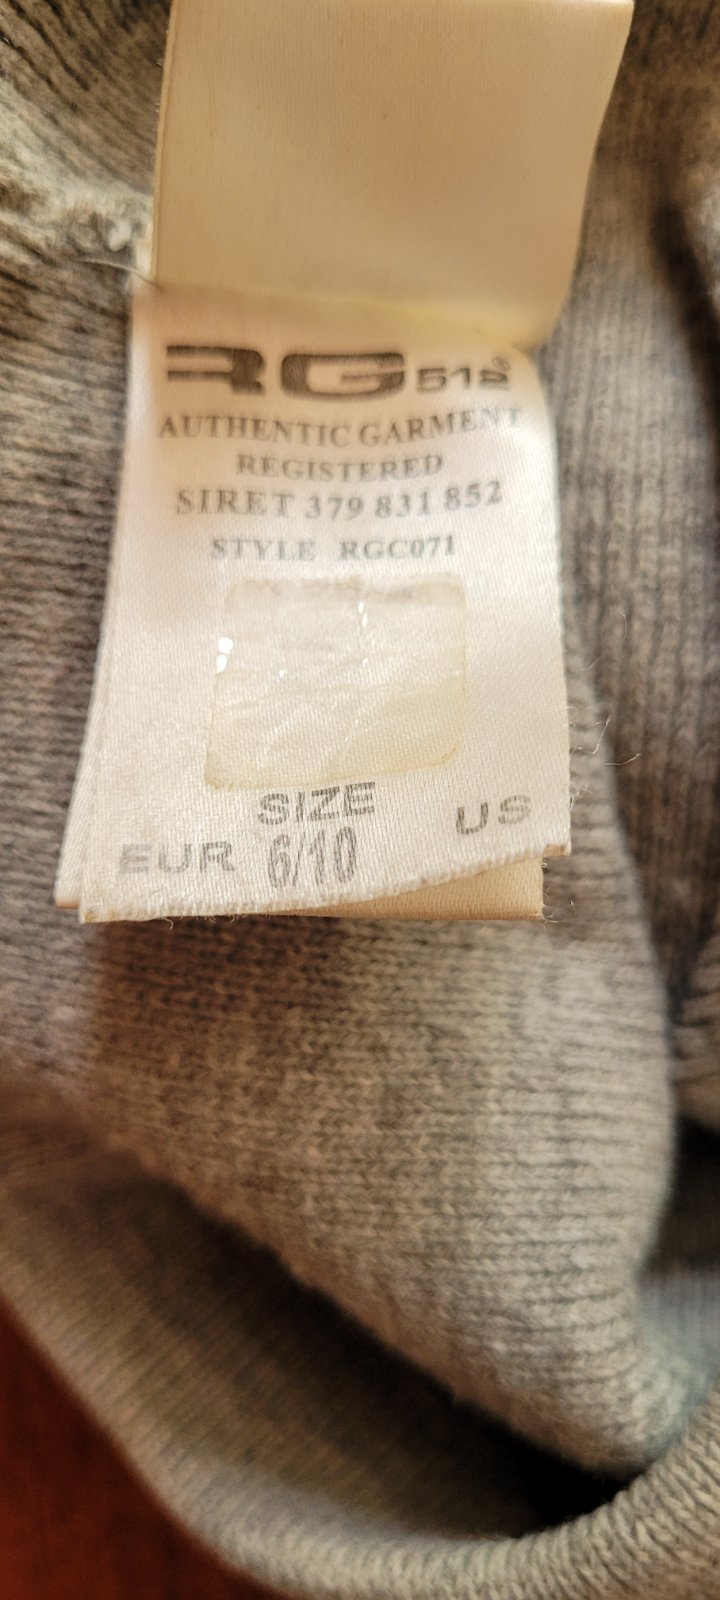 RG512®
AUTHENTIC GARMENT
REGISTERED
SIRET 379 831 852
STYLE RGC071
SIZE
EUR 6/10 US